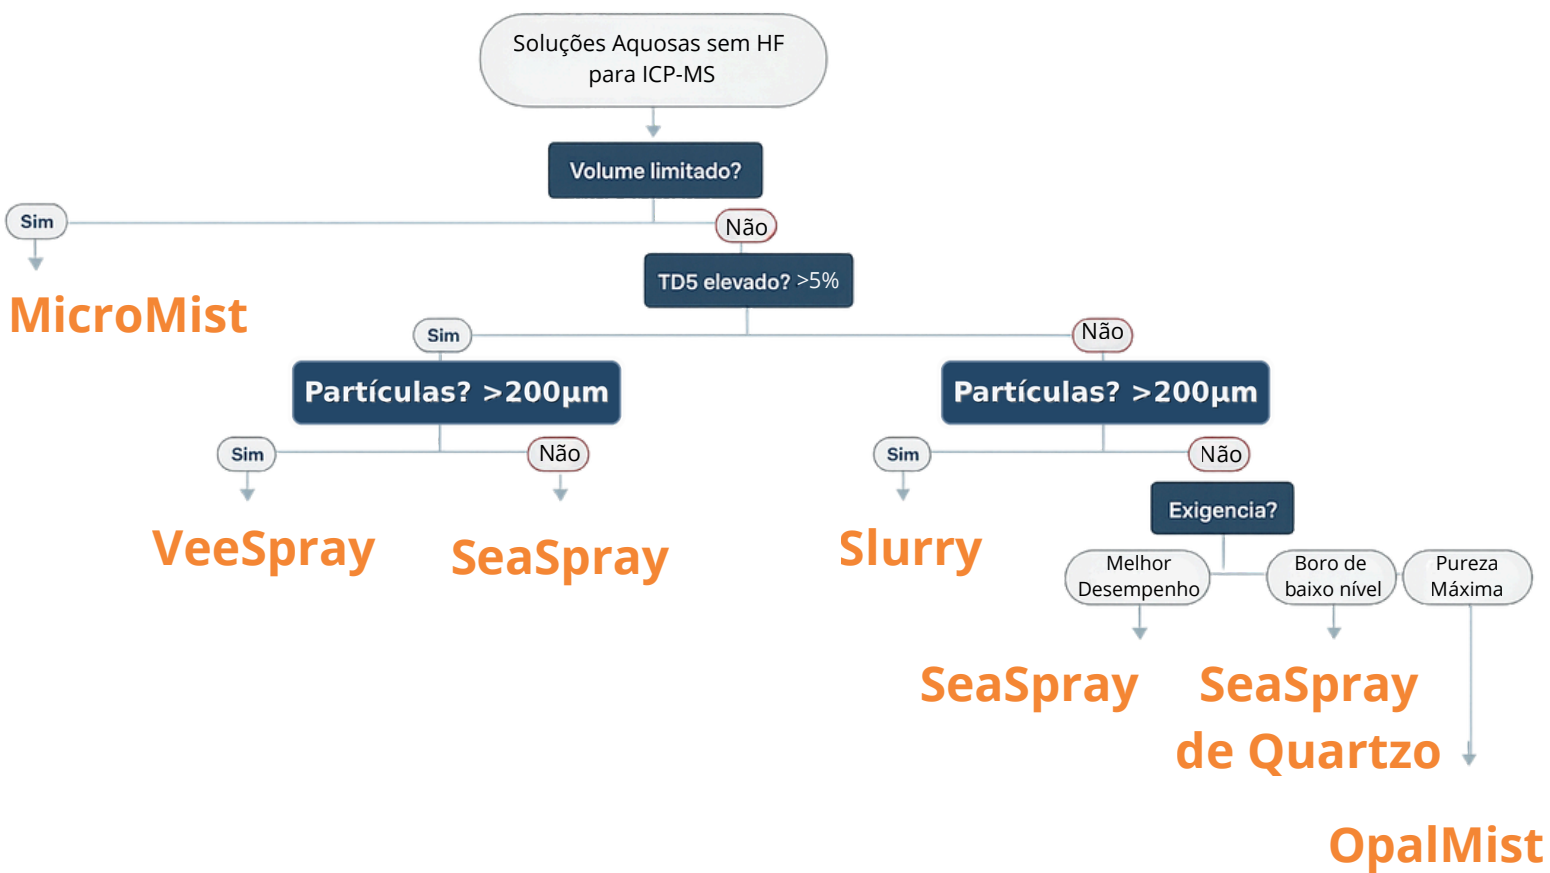 Soluções Aquosas sem HF
para ICP-MS
Volume limitado?
Sim
Não
MicroMist
TD5 elevado? >5%
Sim
Não
Partículas? >200μm
Partículas? >200μm
Sim
Não
Sim
Não
VeeSpray
SeaSpray
Slurry
Exigencia?
Melhor
Desempenho
Boro de
baixo nível
Pureza
Máxima
SeaSpray
SeaSpray
de Quartzo
OpalMist